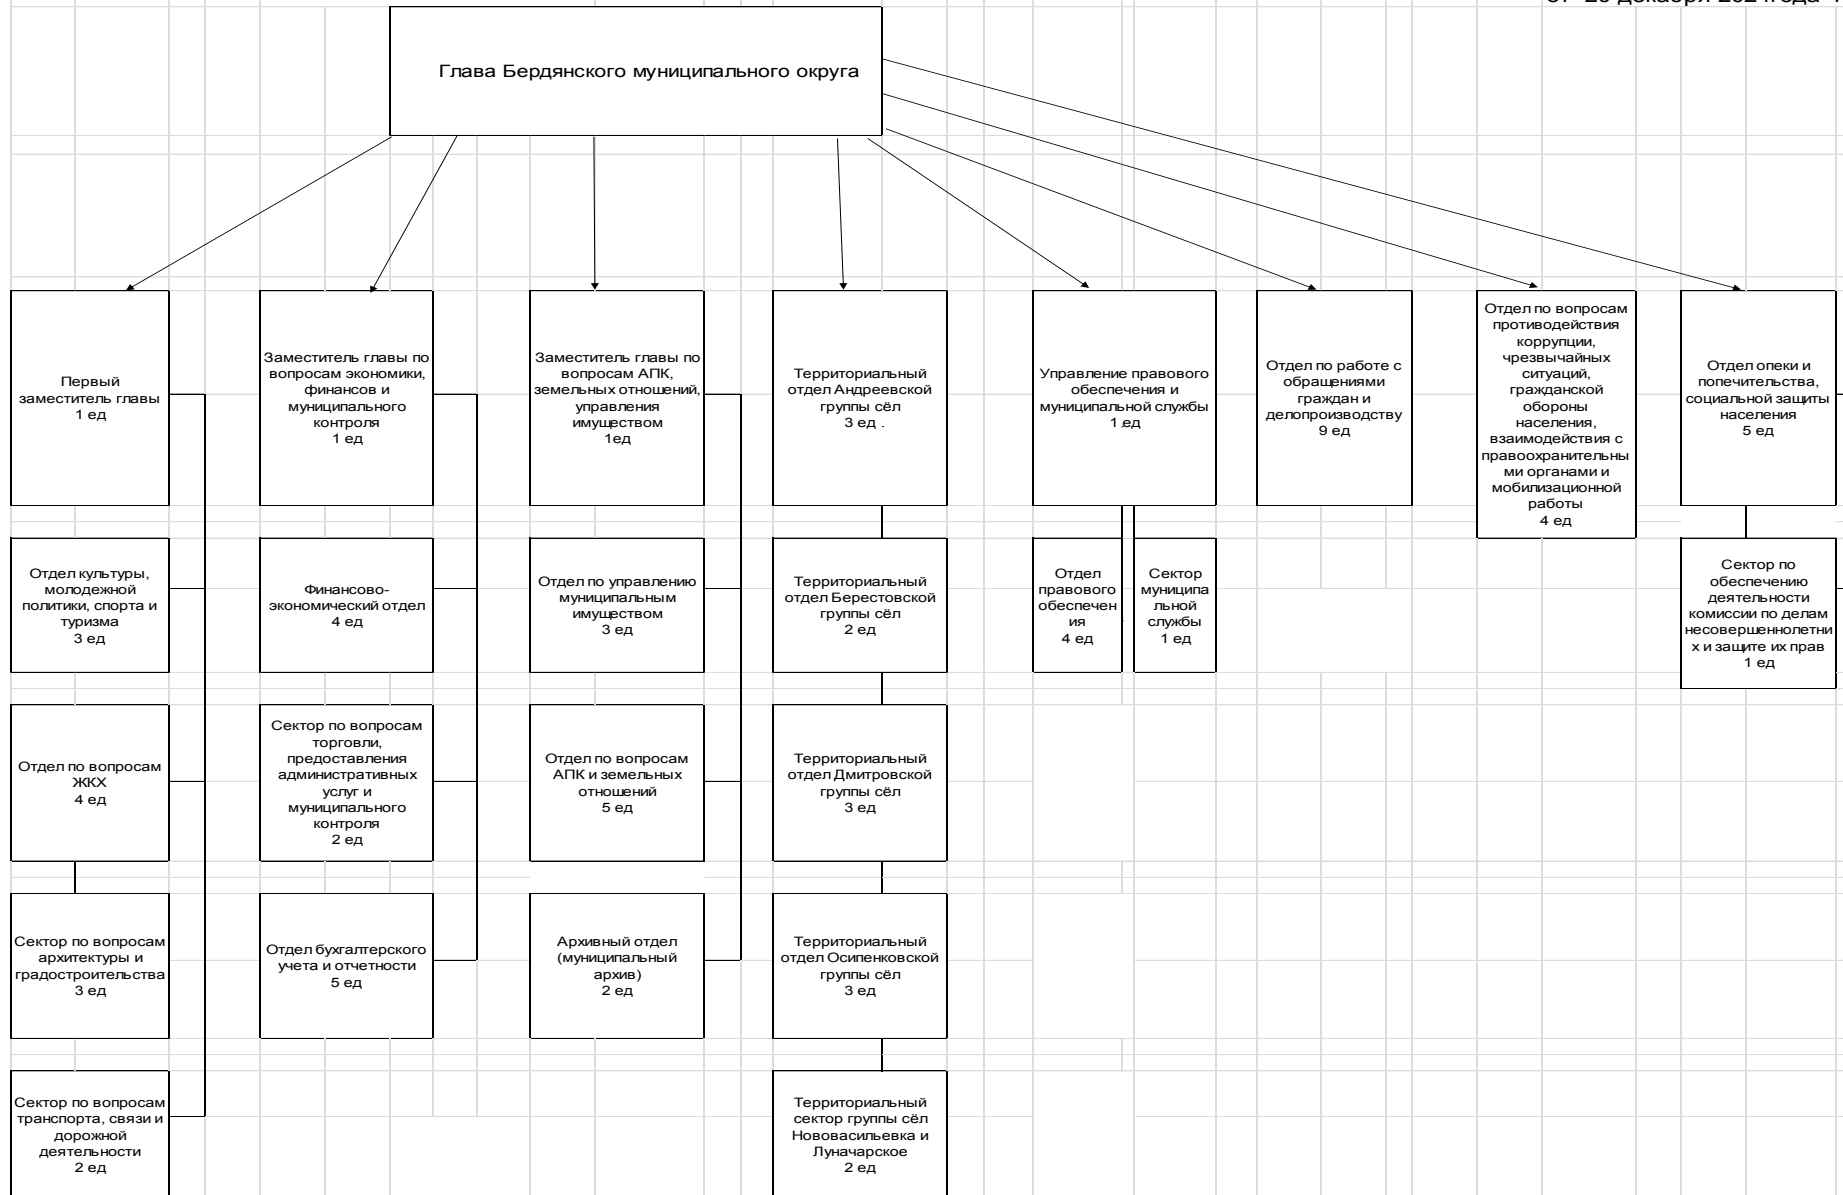 Глава Бердянского муниципального округа
Первый
заместитель главы
1 ед
Заместитель главы по
вопросам экономики,
финансов и
муниципального
контроля
1 ед
Заместитель главы по
вопросам АПК,
земельных отношений,
управления
имуществом
1ед
Территориальный
отдел Андреевской
группы сёл
3 ед .
Управление правового
обеспечения и
муниципальной службы
1.ед
Отдел по работе с
обращениями
граждан и
делопроизводству
9 ед
Отдел по вопросам
противодействия
коррупции,
чрезвычайных
ситуаций,
гражданской
обороны
населения,
взаимодействия с
правоохранительны
ми органами и
мобилизационной
работы
4 ед
Отдел опеки и
попечительства,
социальной защиты
населения
5 ед
Отдел культуры,
молодежной
политики, спорта и
туризма
3 ед
Финансово-
экономический отдел
4 ед
Отдел по управлению
муниципальным
имуществом
3 ед
Территориальный
отдел Берестовской
группы сёл
2 ед
Отдел
правового
обеспечен
ия
4 ед
Сектор
муниципа
льной
службы
1 ед
Сектор по
обеспечению
деятельности
комиссии по делам
несовершеннолетни
х и защите их прав
1 ед
Отдел по вопросам
ЖКХ
4 ед
Сектор по вопросам
торговли,
предоставления
административных
услуг и
муниципального
контроля
2 ед
Отдел по вопросам
АПК и земельных
отношений
5 ед
Территориальный
отдел Дмитровской
группы сёл
3 ед
Сектор по вопросам
архитектуры и
градостроительства
3 ед
Отдел бухгалтерского
учета и отчетности
5 ед
Архивный отдел
(муниципальный
архив)
2 ед
Территориальный
отдел Осипенковской
группы сёл
3 ед
Сектор по вопросам
транспорта, связи и
дорожной
деятельности
2 ед
Территориальный
сектор группы сёл
Нововасильевка и
Луначарское
2 ед